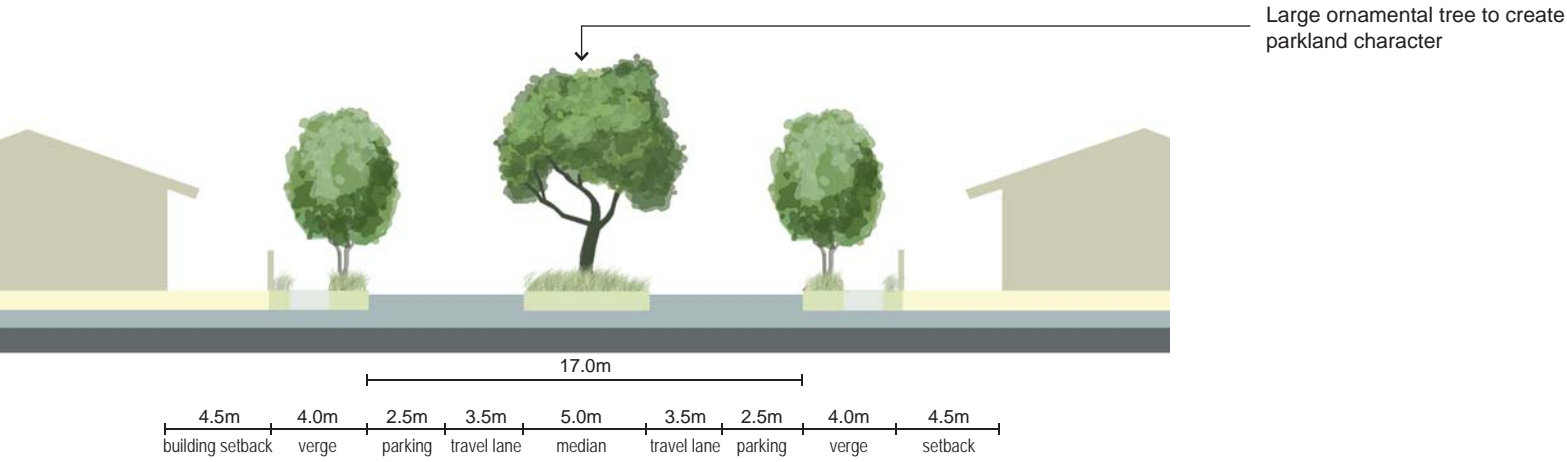 Large ornamental tree to create
parkland character
17.0m
4.5m 4.0m 2.5m 3.5m 5.0m 3.5m 2.5m 4.0m 4.5m
building setback verge parking travel lane median travel lane parking verge setback